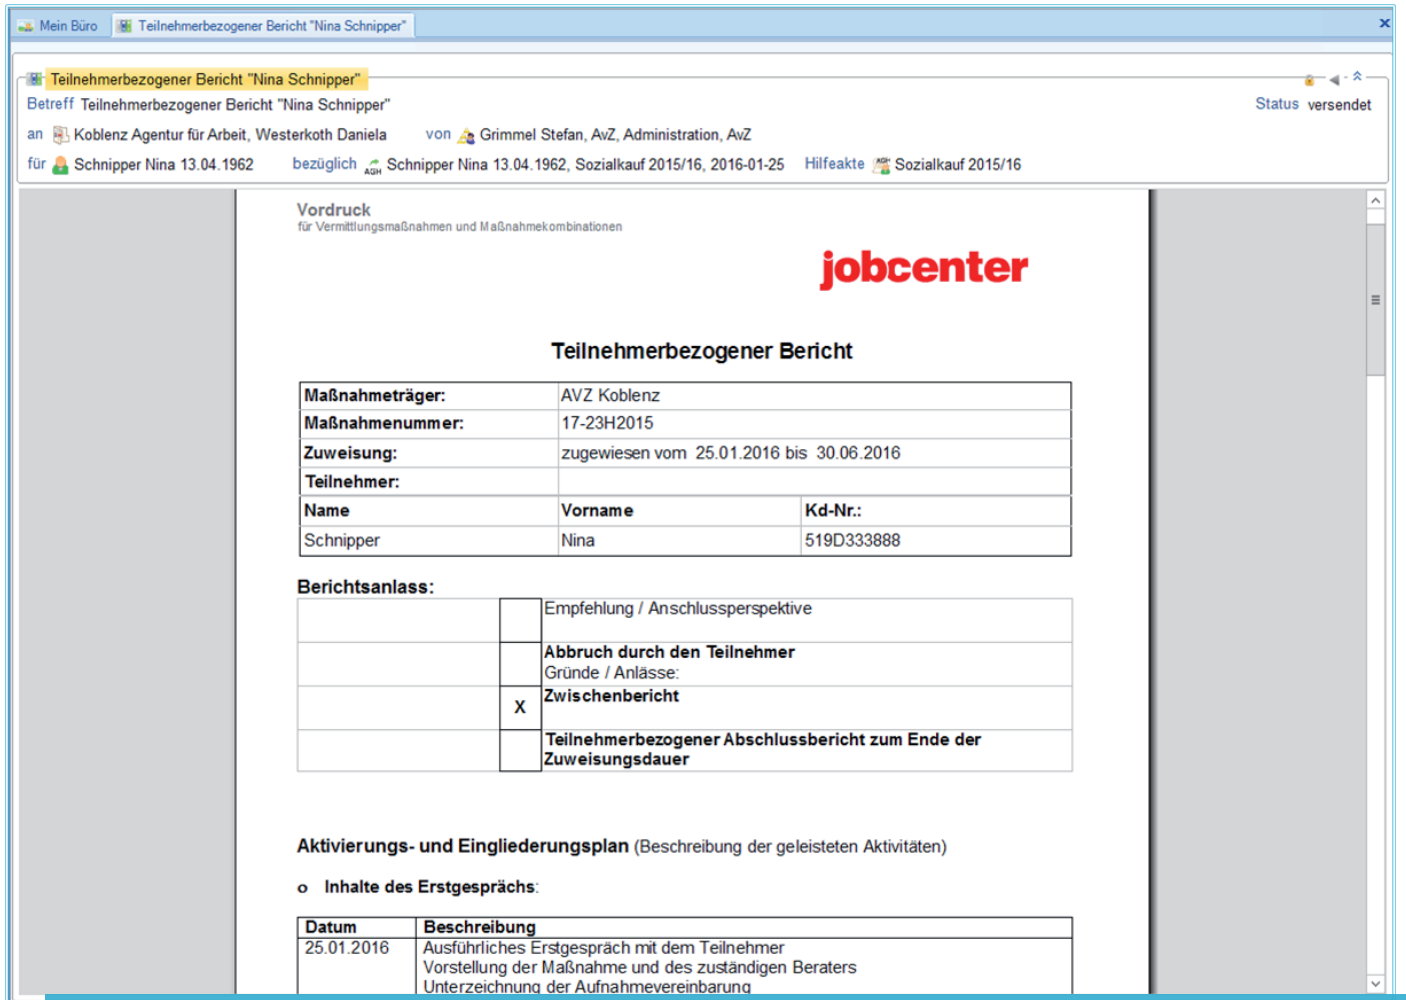 Mein Büro Teilnehmerbezogener Bericht "Nina Schnipper"
Teilnehmerbezogener Bericht "Nina Schnipper"
Betreff Teilnehmerbezogener Bericht "Nina Schnipper" Status versendet
an Koblenz Agentur für Arbeit, Westerkoth Daniela von Grimmel Stefan, AvZ, Administration, AvZ
für Schnipper Nina 13.04.1962 bezüglich AGH Schnipper Nina 13.04.1962, Sozialkauf 2015/16, 2016-01-25 Hilfeakte AGH Sozialkauf 2015/16
Vordruck
für Vermittlungsmaßnahmen und Maßnahmekombinationen
jobcenter
Teilnehmerbezogener Bericht
Maßnahmeträger: AVZ Koblenz
Maßnahmenummer: 17-23H2015
Zuweisung: zugewiesen vom 25.01.2016 bis 30.06.2016
Teilnehmer:
Name Vorname Kd-Nr.:
Schnipper Nina 519D333888
Berichtsanlass:
Empfehlung / Anschlussperspektive
Abbruch durch den Teilnehmer
Gründe / Anlässe:
X Zwischenbericht
Teilnehmerbezogener Abschlussbericht zum Ende der
Zuweisungsdauer
Aktivierungs- und Eingliederungsplan (Beschreibung der geleisteten Aktivitäten)
o Inhalte des Erstgesprächs:
Datum Beschreibung
25.01.2016 Ausführliches Erstgespräch mit dem Teilnehmer
Vorstellung der Maßnahme und des zuständigen Beraters
Unterzeichnung der Aufnahmevereinbarung